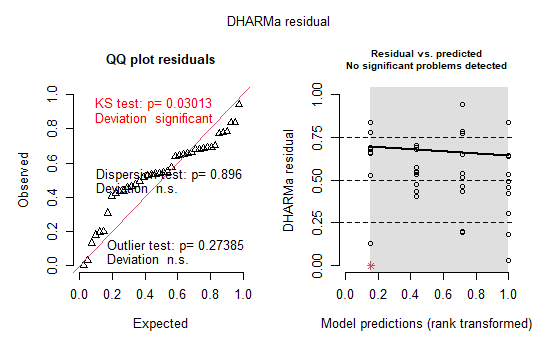 DHARMa residual
QQ plot residuals
KS test: p= 0.03013
Deviation significant
Dispersion test: p= 0.896
Deviation n.s.
Outlier test: p= 0.27385
Deviation n.s.
Observed
0.0 0.2 0.4 0.6 0.8 1.0
0.0 0.2 0.4 0.6 0.8 1.0
Expected
Residual vs. predicted
No significant problems detected
DHARMa residual
0.00 0.25 0.50 0.75 1.00
0.0 0.2 0.4 0.6 0.8 1.0
Model predictions (rank transformed)